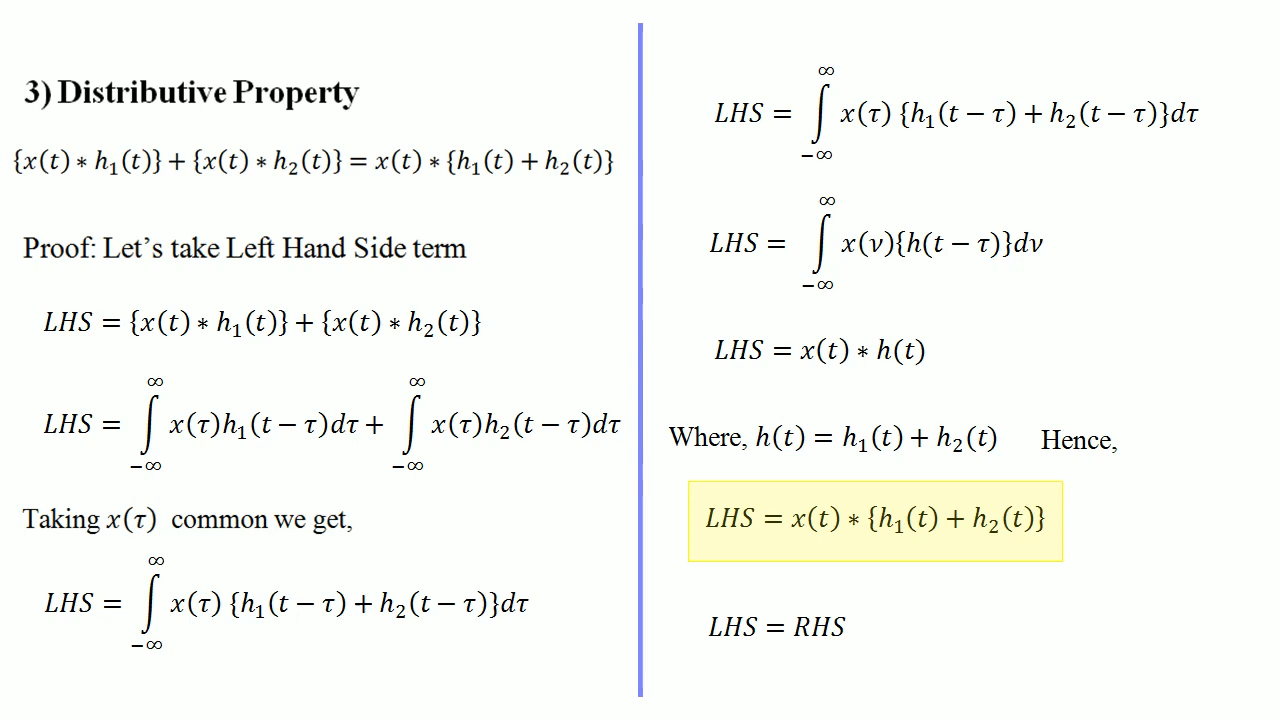 3) Distributive Property
{x(t) ∗ h₁(t)} + {x(t) ∗ h₂(t)} = x(t) ∗ {h₁(t) + h₂(t)}
Proof: Let’s take Left Hand Side term
LHS = {x(t) ∗ h₁(t)} + {x(t) ∗ h₂(t)}
LHS = ∫_{−∞}^{∞} x(τ)h₁(t − τ)dτ + ∫_{−∞}^{∞} x(τ)h₂(t − τ)dτ
Taking x(τ) common we get,
LHS = ∫_{−∞}^{∞} x(τ) {h₁(t − τ) + h₂(t − τ)}dτ
LHS = ∫_{−∞}^{∞} x(τ) {h₁(t − τ) + h₂(t − τ)}dτ
LHS = ∫_{−∞}^{∞} x(v){h(t − τ)}dv
LHS = x(t) ∗ h(t)
Where, h(t) = h₁(t) + h₂(t) Hence,
LHS = x(t) ∗ {h₁(t) + h₂(t)}
LHS = RHS